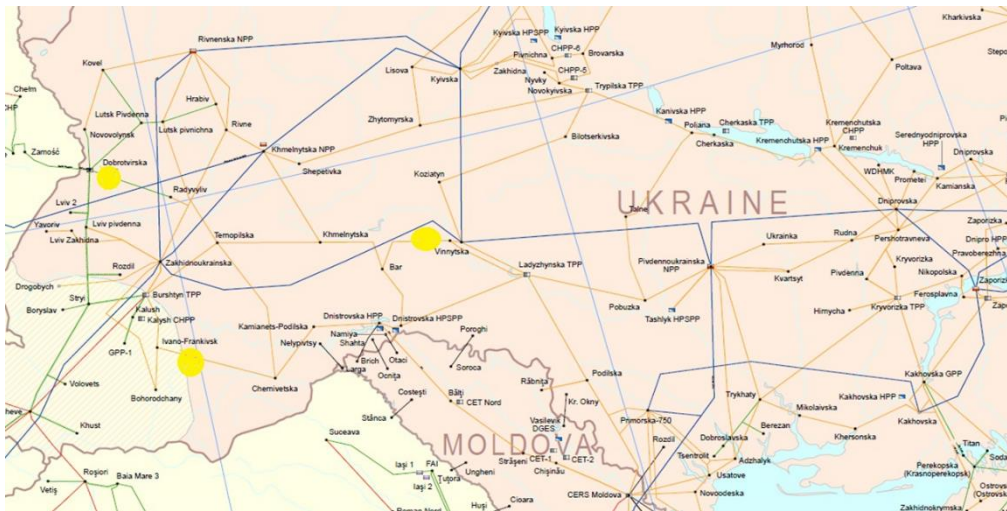 Kharkivska
Rivnenska NPP
Kyivska HPSPP
Kyivska HPP
Myrhorod
Kovel
Lisova
Kyivska
Pivnichna
CHPP-6
Brovarska
Poltava
Chełm
Zakhidna
CHPP-5
Nyvky
Novokyivska
Trypilska TPP
Hrabiv
Lutsk Pivdenna
Lutsk pivnichna
Rivne
Zhytomyrska
Kanivska HPP
Novovolynsk
Poliana
Cherkaska TPP
Cherkaska
Kremenchutska
CHPP
Kremenchutska HPP
Kremenchuk
Serednyodniprovska
HPP
Bilotserkivska
Zamość
Dobrotvirska
Khmelnytska NPP
Shepetivka
Koziatyn
WDHMK
Prometei
Dniprovska
Kamianska
Radyvyliv
Lviv 2
UKRAINE
Talne
Dniprovska
Zaporizka
Yavoriv
Lviv pivdenna
Lviv Zakhidna
Ternopilska
Khmelnytska
Vinnytska
Ukrainka
Rudna
Pershotravneva
Dnipro HPP
Pravoberezhna
Zakhidnoukrainska
Bar
Ladyzhynska TPP
Pivdennoukrainska
NPP
Kvartsyt
Pivdenna
Kryvorizka
Nikopolska
Rozdil
Drogobych
Stryi
Boryslav
Burshtyn TPP
Kalush
Kalysh CHPP
GPP-1
Ivano-Frankivsk
Pobuzka
Tashlyk HPSPP
Hirnycha
Kryvorizka TPP
Feroslavna
Kamianets-Podilska
Dnistrovska HPP
Dnistrovska HPSPP
Nelypivtsy
Namiya
Shahta
Otaci
Poroghi
Brich
Larga
Ocnița
Soroca
Volovets
Bohorodchany
Chernivetska
Costești
Bălți
CET Nord
Râbnița
Podilska
Trykhaty
Kakhovska GPP
Kakhovska HPP
Stânca
Kr. Okny
Mykolaivska
Kakhovska
Khust
Suceava
MOLDOVA
Vasilevik
DGES
Primorska-750
Rozdil
Dobroslavska
Berezan
Khersonska
Titan
Roșiori
Baia Mare 3
Vetiș
Iași 1
FAI
Iași 2
Ungheni
Strășeni
CET-1
CET-2
Chișinău
Tsentrolit
Adzhalyk
Usatove
Perekopska
(Krasnoperekopsk)
Huși
Cioara
CERS Moldova
Novoodeska
Zakhidnokrymska